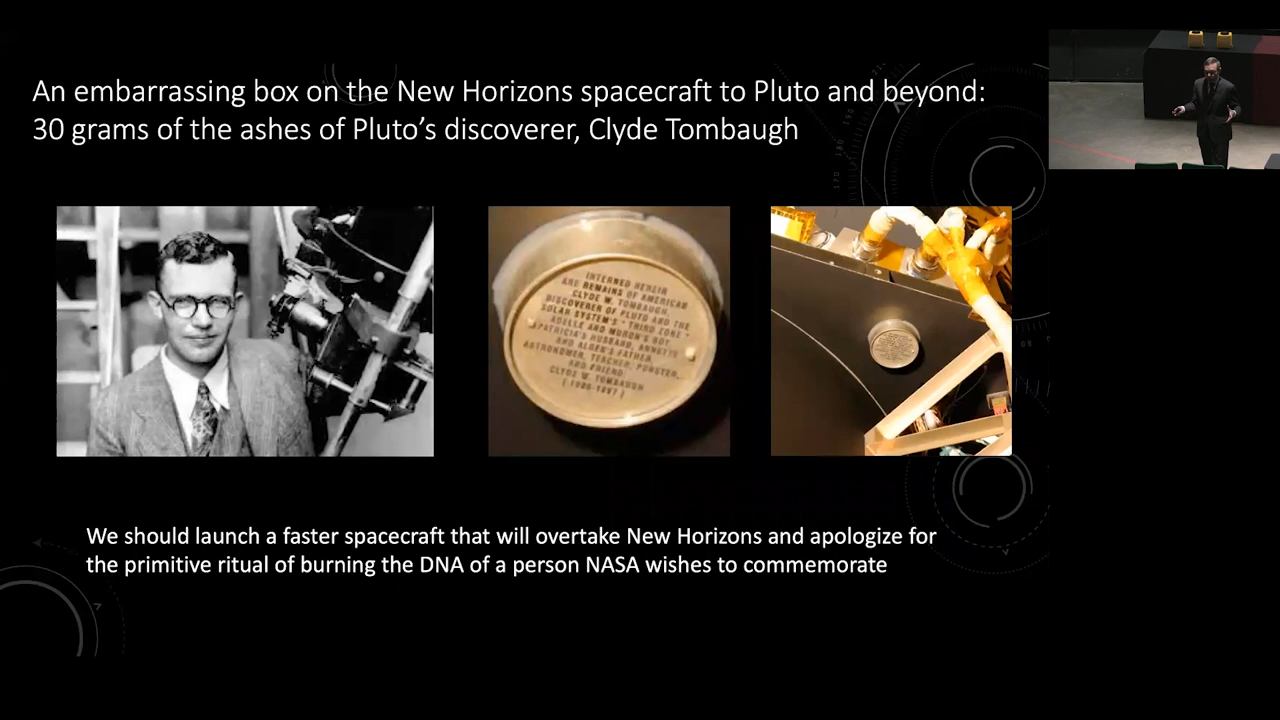 An embarrassing box on the New Horizons spacecraft to Pluto and beyond:
30 grams of the ashes of Pluto’s discoverer, Clyde Tombaugh
INTERNED HEREIN
ARE REMAINS OF AMERICAN
CLYDE W. TOMBAUGH,
DISCOVERER OF PLUTO AND THE
SOLAR SYSTEM'S "THIRD ZONE"
ADELLE AND MURON'S BOY,
PATRICIA'S HUSBAND, ANNETTE
AND ALDEN'S FATHER,
ASTRONOMER, TEACHER, PUNSTER,
AND FRIEND:
CLYDE W. TOMBAUGH
(1906-1997)
We should launch a faster spacecraft that will overtake New Horizons and apologize for
the primitive ritual of burning the DNA of a person NASA wishes to commemorate